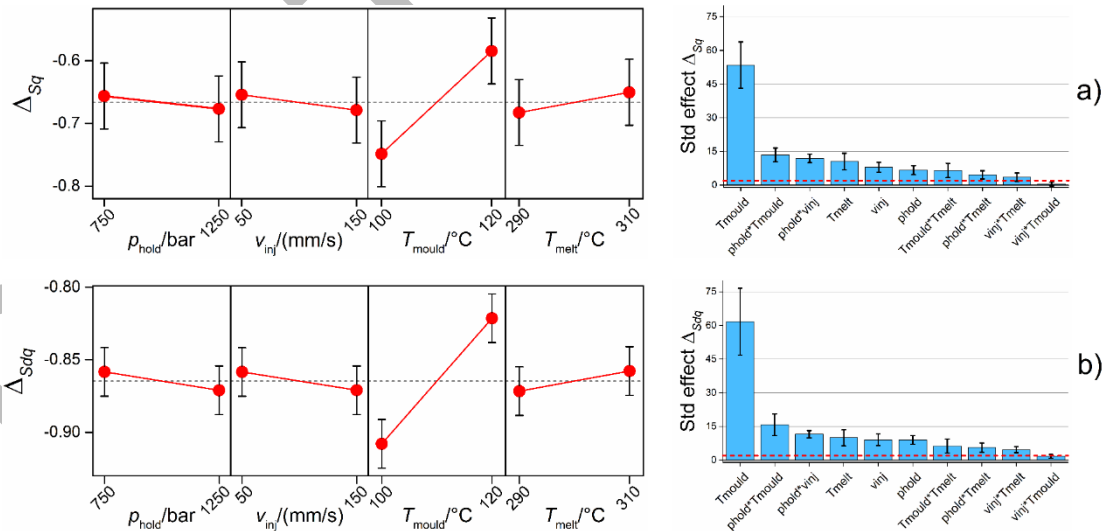 Δ_Sq
-0.6
-0.7
-0.8
750 1250 50 150 100 120 290 310
p_hold/bar v_inj/(mm/s) T_mould/°C T_melt/°C
Std effect Δ_Sq
75
60
45
30
15
0
Tmould phold*Tmould phold*vinj Tmelt vinj phold Tmould*Tmelt phold*Tmelt vinj*Tmelt vinj*Tmould
a)
Δ_Sdq
-0.80
-0.85
-0.90
750 1250 50 150 100 120 290 310
p_hold/bar v_inj/(mm/s) T_mould/°C T_melt/°C
Std effect Δ_Sdq
75
60
45
30
15
0
Tmould phold*Tmould phold*vinj Tmelt vinj phold Tmould*Tmelt phold*Tmelt vinj*Tmelt vinj*Tmould
b)